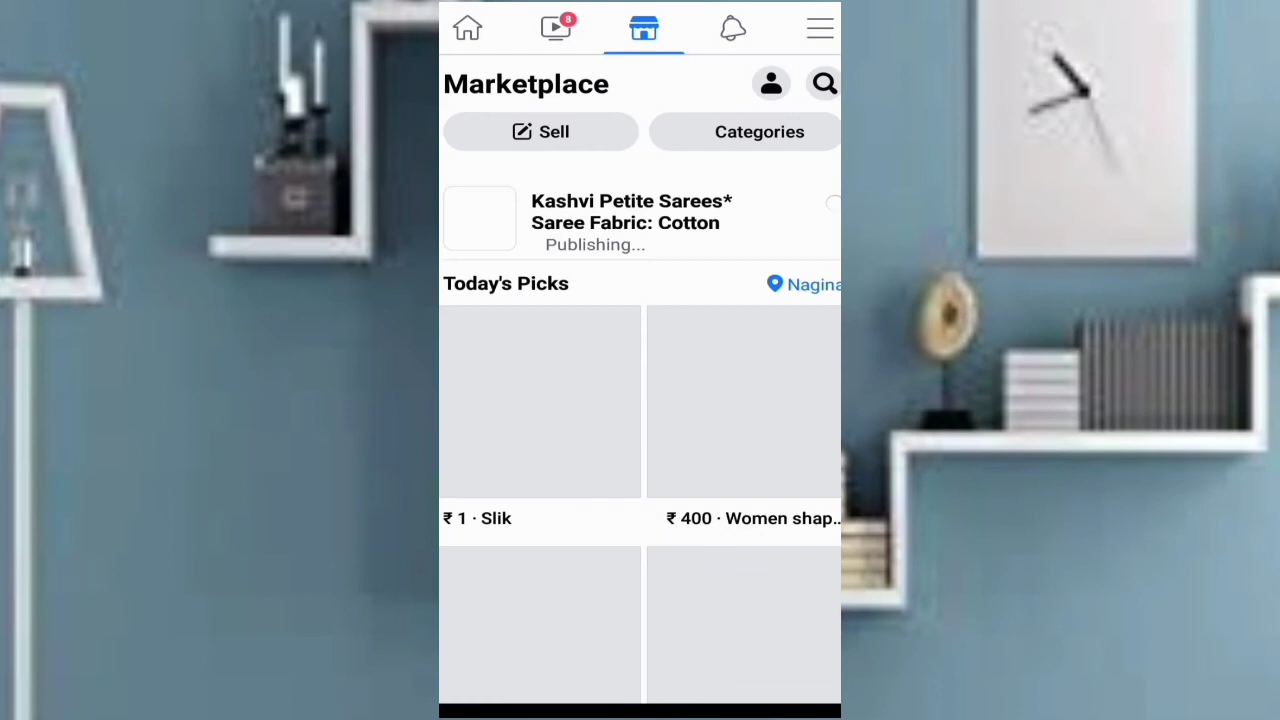 8
Marketplace
Sell
Categories
Kashvi Petite Sarees*
Saree Fabric: Cotton
Publishing...
Today's Picks
Nagina
₹ 1 · Slik
₹ 400 · Women shap..